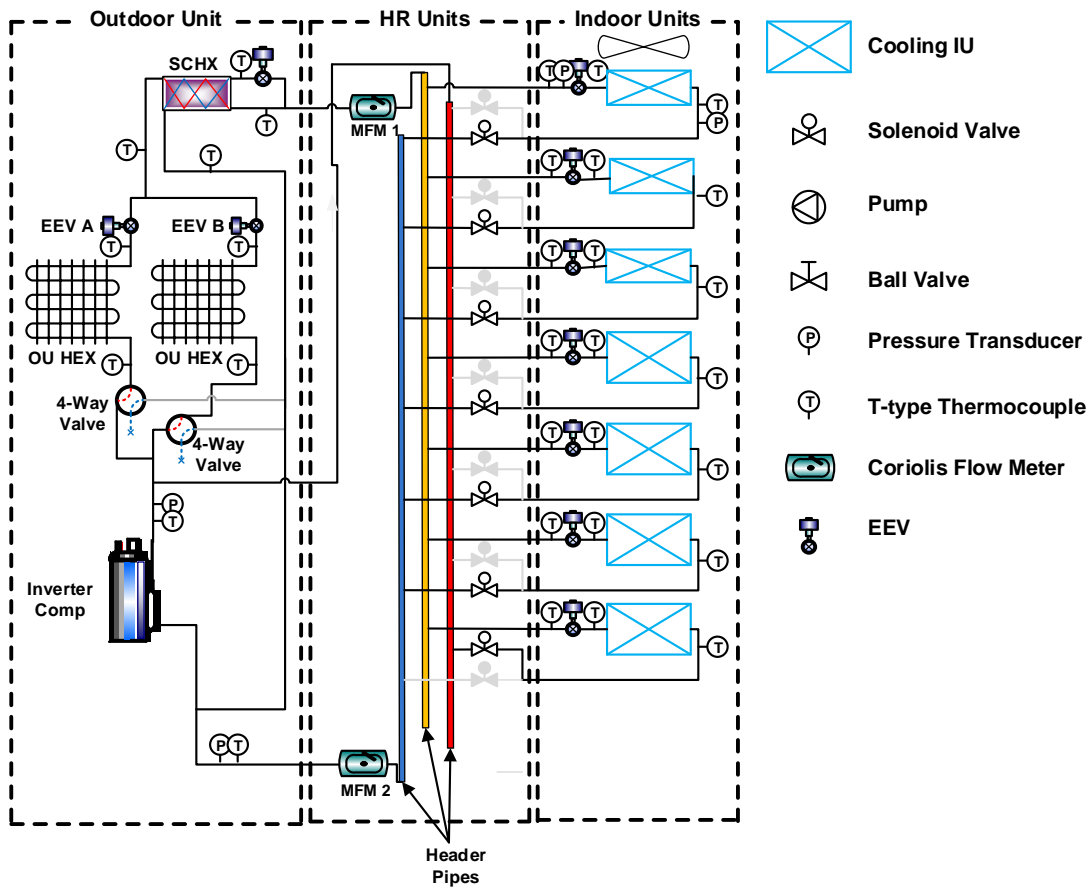 Outdoor Unit
HR Units
Indoor Units
SCHX
T
T
MFM 1
T
P
T
T
P
Cooling IU
T
T
Solenoid Valve
T
T
T
Pump
EEV A
EEV B
T
T
T
T
T
Ball Valve
OU HEX
OU HEX
T
T
T
T
T
P
Pressure Transducer
4-Way
Valve
4-Way
Valve
T
T-type Thermocouple
T
T
T
Coriolis Flow Meter
P
T
T
T
T
EEV
Inverter
Comp
T
T
T
P
T
MFM 2
Header
Pipes